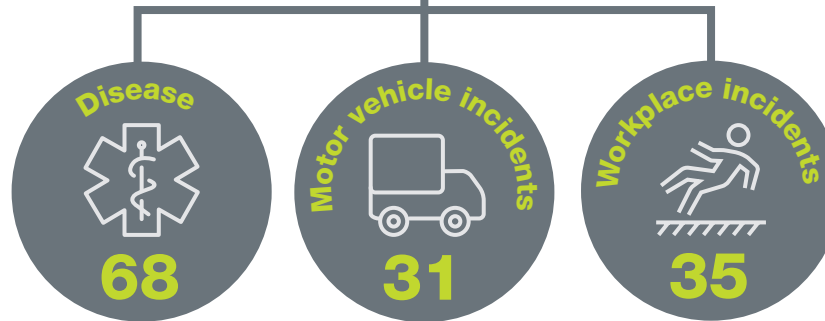 Disease
68
Motor vehicle incidents
31
Workplace incidents
35